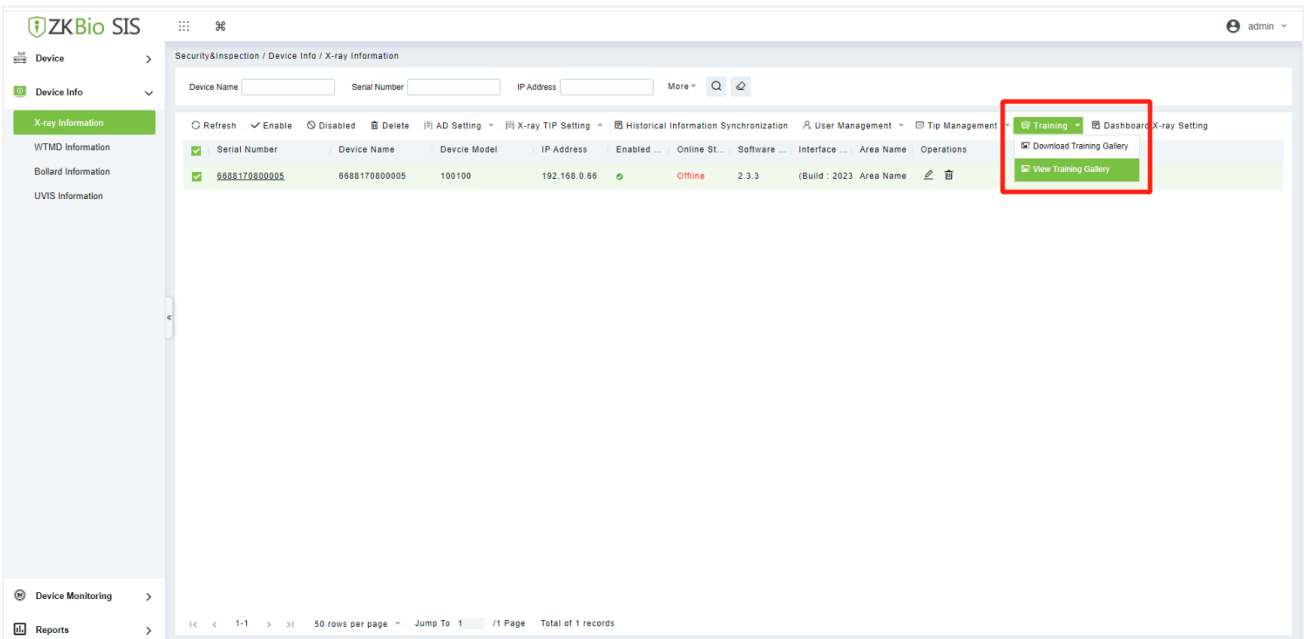 ZKBio SIS
admin
Device
Security&Inspection / Device Info / X-ray Information
Device Info
Device Name Serial Number IP Address More
X-ray Information
Refresh Enable Disabled Delete AD Setting X-ray TIP Setting Historical Information Synchronization User Management Tip Management Training Dashboard X-ray Setting
WTMD Information
Serial Number Device Name Devcie Model IP Address Enabled ... Online St... Software ... Interface ... Area Name Operations
Download Training Gallery
Bollard Information
6688170800005 6688170800005 100100 192.168.0.66 Offline 2.3.3 (Build : 2023 Area Name
View Training Gallery
UVIS Information
Device Monitoring
Reports
1-1 50 rows per page Jump To 1 /1 Page Total of 1 records